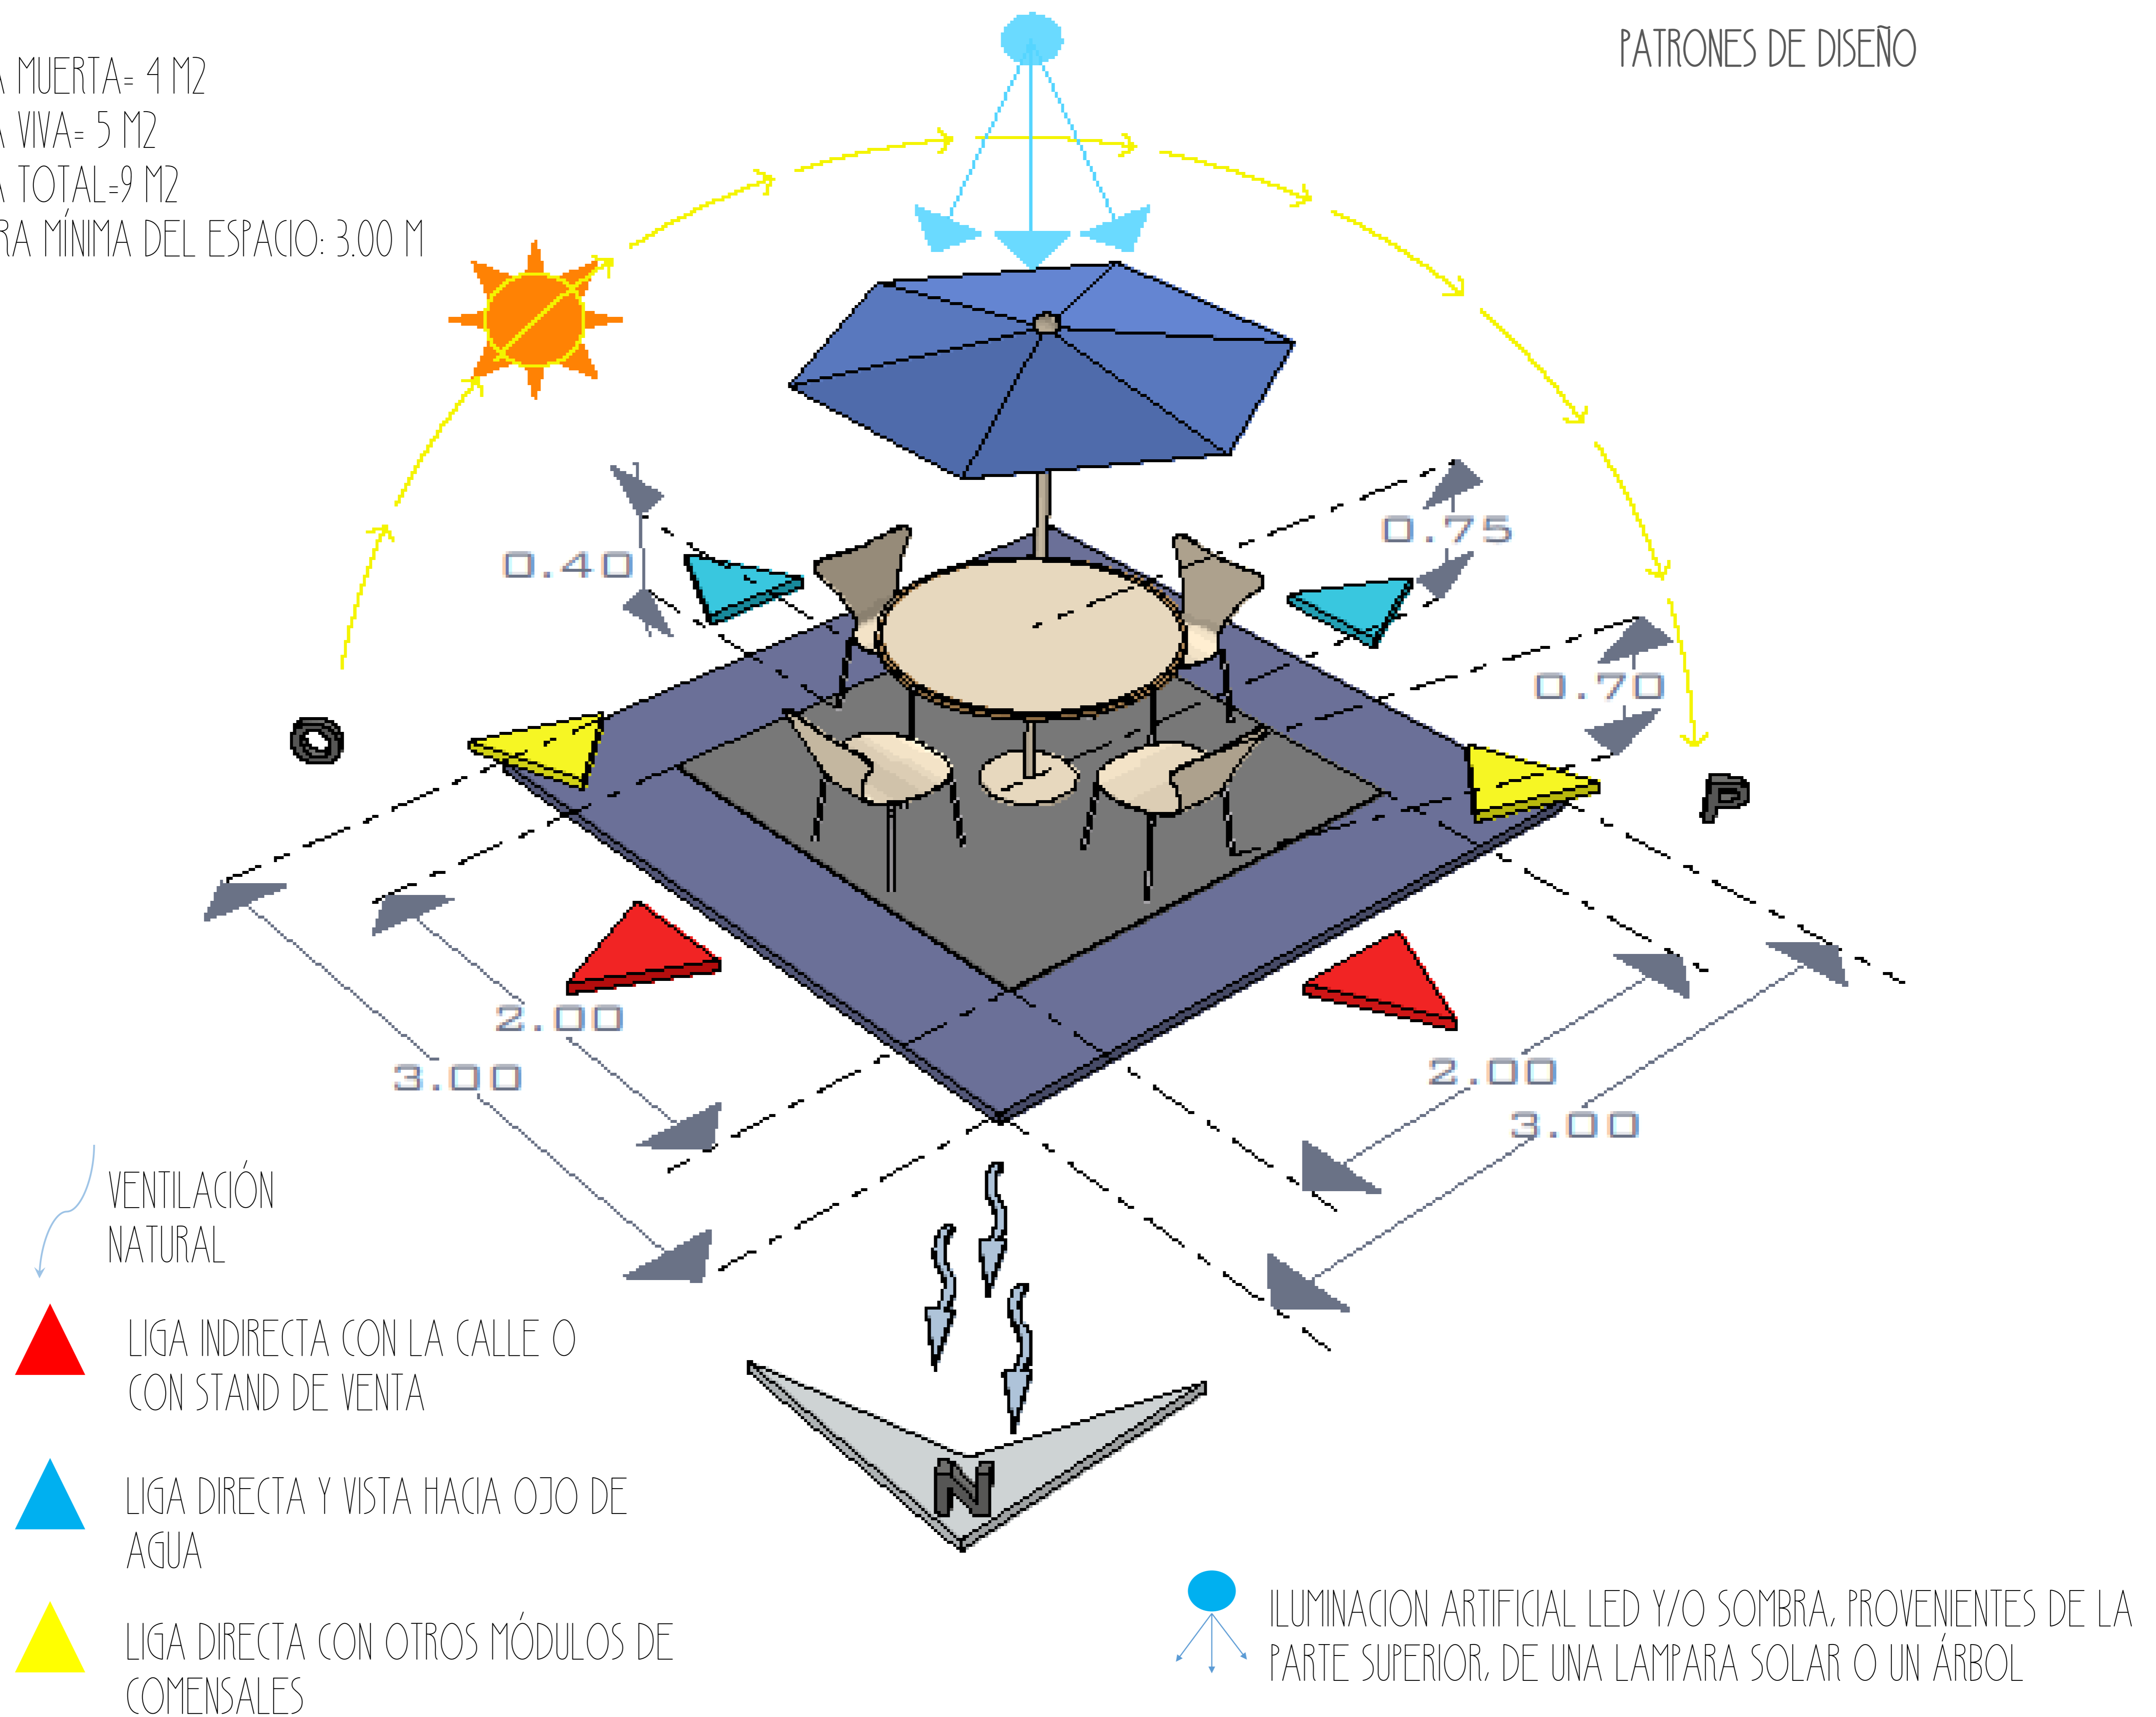 PATRONES DE DISEÑO
A MUERTA= 4 M2
A VIVA= 5 M2
A TOTAL=9 M2
RA MÍNIMA DEL ESPACIO: 3.00 M
0.40
0.75
0.70
O
P
2.00
3.00
2.00
3.00
N
VENTILACIÓN
NATURAL
LIGA INDIRECTA CON LA CALLE O
CON STAND DE VENTA
LIGA DIRECTA Y VISTA HACIA OJO DE
AGUA
LIGA DIRECTA CON OTROS MÓDULOS DE
COMENSALES
ILUMINACION ARTIFICIAL LED Y/O SOMBRA, PROVENIENTES DE LA
PARTE SUPERIOR, DE UNA LAMPARA SOLAR O UN ÁRBOL